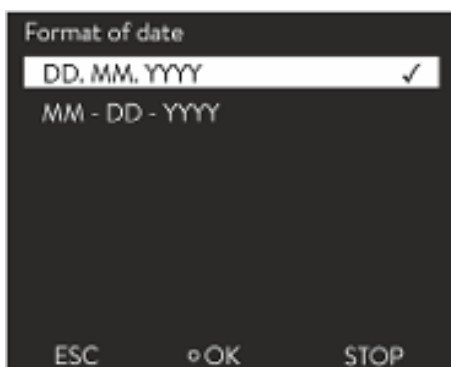 Format of date
DD. MM. YYYY ✓
MM - DD - YYYY
ESC OK STOP